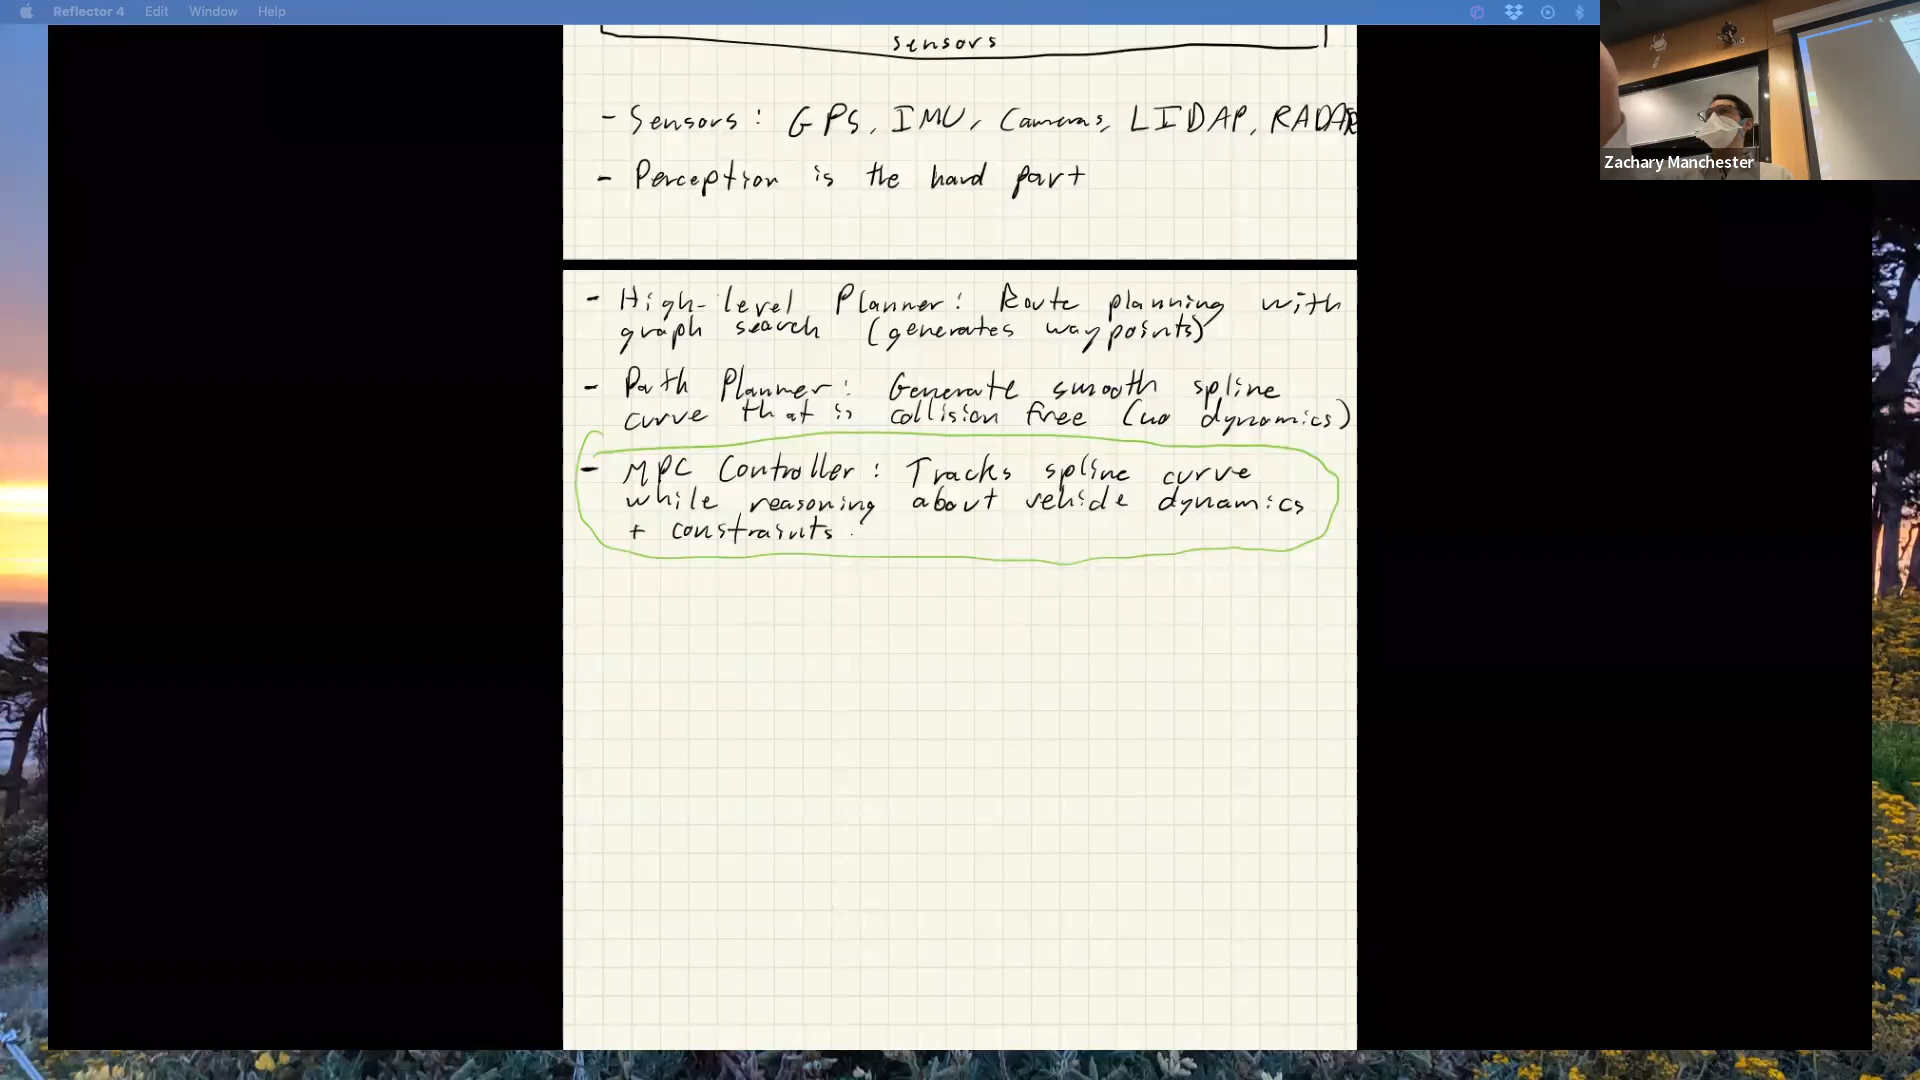 Reflector 4 Edit Window Help
Sensors
- Sensors: GPS, IMU, Cameras, LIDAR, RADAR
- Perception is the hard part
Zachary Manchester
- High-level Planner: Route planning with
graph search (generates waypoints)
- Path Planner: Generate smooth spline
curve that is collision free (no dynamics)
- MPC Controller: Tracks spline curve
while reasoning about vehicle dynamics
+ constraints.